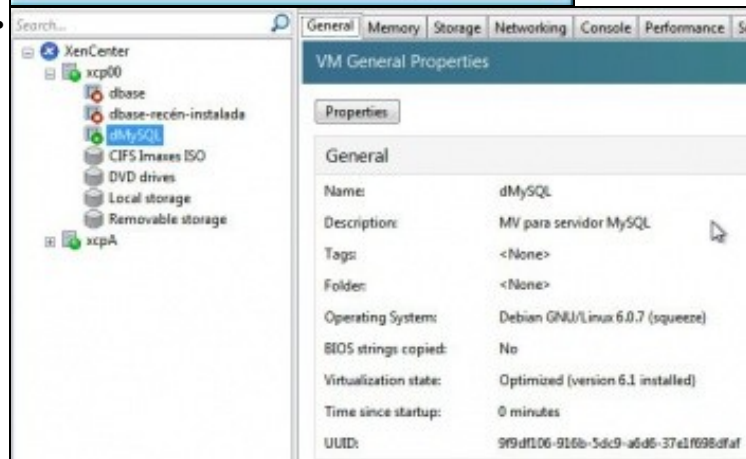 Search...
General Memory Storage Networking Console Performance
XenCenter
xcp00
dbase
dbase-recén-instalada
dMySQL
CIFS Imaxes ISO
DVD drives
Local storage
Removable storage
xcpA
VM General Properties
Properties
General
Name: dMySQL
Description: MV para servidor MySQL
Tags: <None>
Folder: <None>
Operating System: Debian GNU/Linux 6.0.7 (squeeze)
BIOS strings copied: No
Virtualization state: Optimized (version 6.1 installed)
Time since startup: 0 minutes
UUID: 9f9df106-916b-5dc9-a6d6-37e1f698dfaf